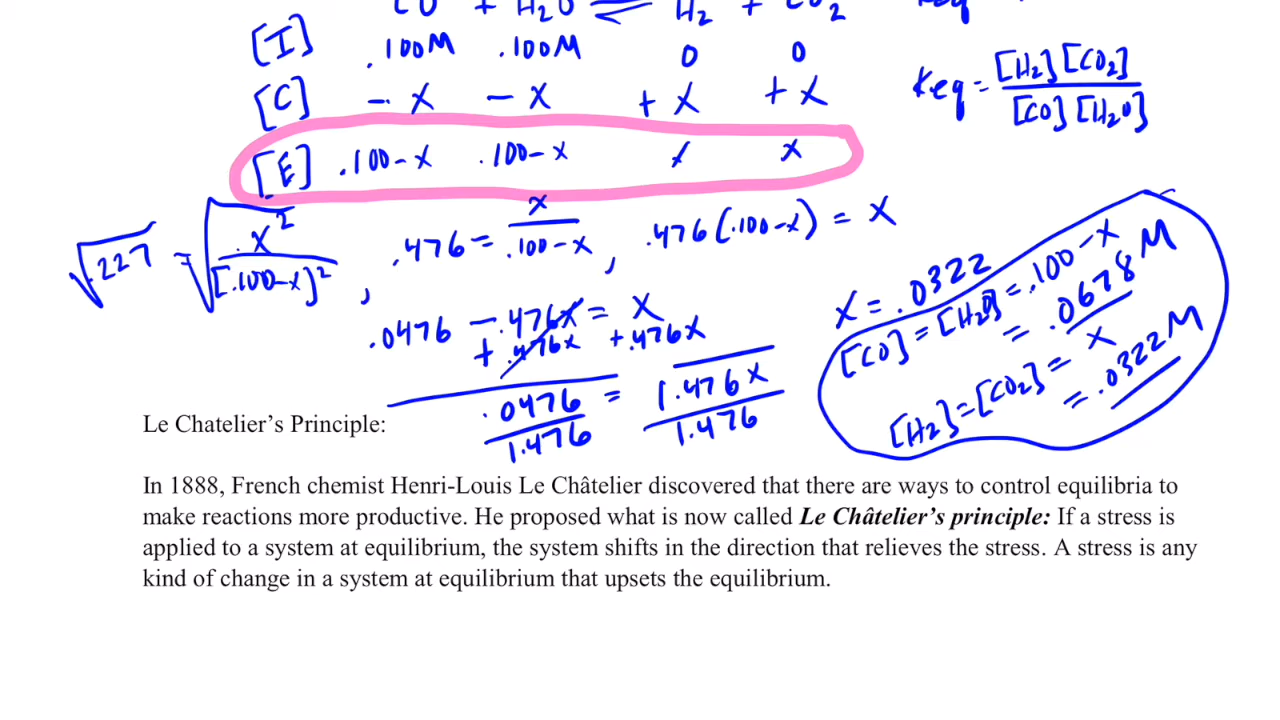 CO + H2O ⇌ H2 + CO2 Keq
[I] .100M .100M 0 0
Keq = [H2][CO2] / [CO][H2O]
[C] - X - X + X + X
[E] .100-x .100-x x x
√.227 = √(x² / [.100-x]²) , .476 = x / .100-x , .476(.100-x) = X
.0476 - .476x = X
+ .476x + .476x
.0476 / 1.476 = 1.476x / 1.476
X = .0322
[CO] = [H2O] = .100-x
= .0678 M
[H2] = [CO2] = x
= .0322 M
Le Chatelier’s Principle:
In 1888, French chemist Henri-Louis Le Châtelier discovered that there are ways to control equilibria to
make reactions more productive. He proposed what is now called Le Châtelier’s principle: If a stress is
applied to a system at equilibrium, the system shifts in the direction that relieves the stress. A stress is any
kind of change in a system at equilibrium that upsets the equilibrium.